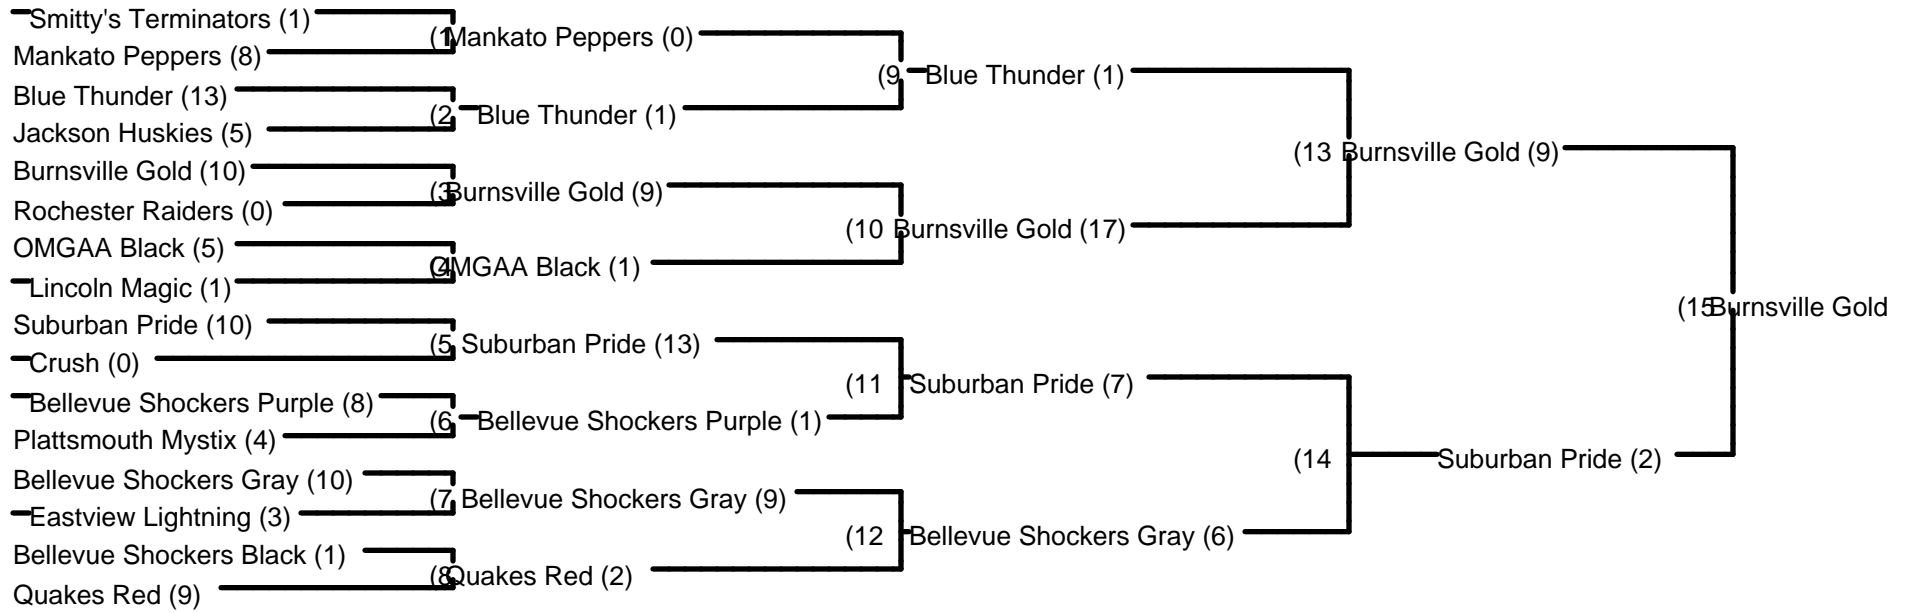 Smitty's Terminators (1)
Mankato Peppers (8)
Blue Thunder (13)
Jackson Huskies (5)
Burnsville Gold (10)
Rochester Raiders (0)
OMGAA Black (5)
Lincoln Magic (1)
Suburban Pride (10)
Crush (0)
Bellevue Shockers Purple (8)
Plattsmouth Mystix (4)
Bellevue Shockers Gray (10)
Eastview Lightning (3)
Bellevue Shockers Black (1)
Quakes Red (9)
(1 Mankato Peppers (0)
(2 Blue Thunder (1)
(3 Burnsville Gold (9)
(4 OMGAA Black (1)
(5 Suburban Pride (13)
(6 Bellevue Shockers Purple (1)
(7 Bellevue Shockers Gray (9)
(8 Quakes Red (2)
(9 Blue Thunder (1)
(10 Burnsville Gold (17)
(11 Suburban Pride (7)
(12 Bellevue Shockers Gray (6)
(13 Burnsville Gold (9)
(14 Suburban Pride (2)
(15 Burnsville Gold